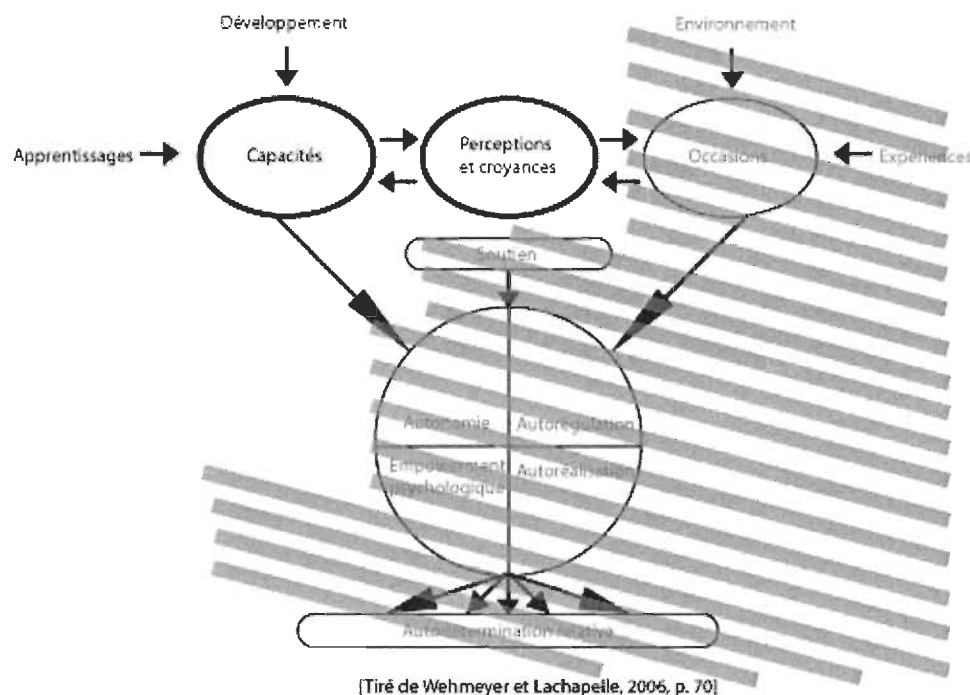 Développement
Environnement
Apprentissages
Capacités
Perceptions
et croyances
Occasions
Expériences
Soutien
Autonomie
Autorégulation
Empowerment
psychologique
Autoréalisation
Autodétermination relative
[Tiré de Wehmeyer et Lachapelle, 2006, p. 70]